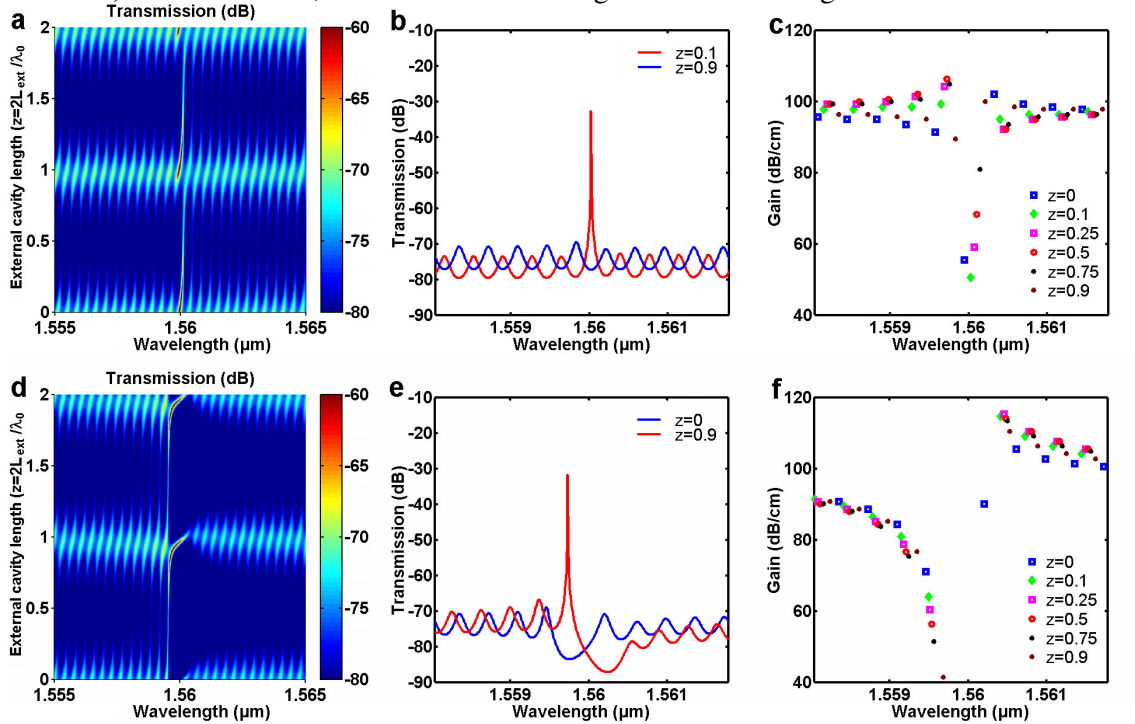 a
Transmission (dB)
External cavity length (z=2Lext/λ0)
2
1.5
1
0.5
0
1.555
1.56
1.565
Wavelength (μm)
-60
-65
-70
-75
-80
b
Transmission (dB)
-10
-20
-30
-40
-50
-60
-70
-80
-90
z=0.1
z=0.9
1.559
1.56
1.561
Wavelength (μm)
c
Gain (dB/cm)
120
100
80
60
40
z=0
z=0.1
z=0.25
z=0.5
z=0.75
z=0.9
1.559
1.56
1.561
Wavelength (μm)
d
Transmission (dB)
External cavity length (z=2Lext/λ0)
2
1.5
1
0.5
0
1.555
1.56
1.565
Wavelength (μm)
-60
-65
-70
-75
-80
e
Transmission (dB)
-10
-20
-30
-40
-50
-60
-70
-80
-90
z=0
z=0.9
1.559
1.56
1.561
Wavelength (μm)
f
Gain (dB/cm)
120
100
80
60
40
z=0
z=0.1
z=0.25
z=0.5
z=0.75
z=0.9
1.559
1.56
1.561
Wavelength (μm)